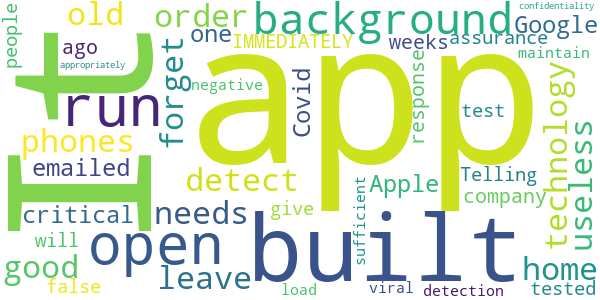 confidentiality
people
old
order
background
Google
ago
one
IMMEDIATELY
weeks
assurance
maintain
appropriately
I
t
run
forget
negative
app
Covid
response
test
technology
useless
phones
emailed
detect
Apple
Telling
company
critical
needs
give
sufficient
will
open
built
good
leave
home
false
load
viral
detection
tested